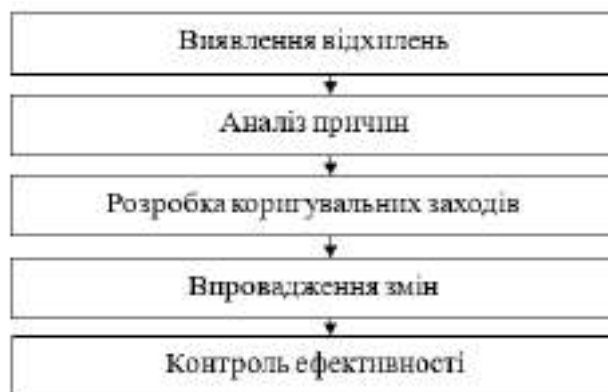 Виявлення відхилень
Аналіз причин
Розробка коригувальних заходів
Впровадження змін
Контроль ефективності